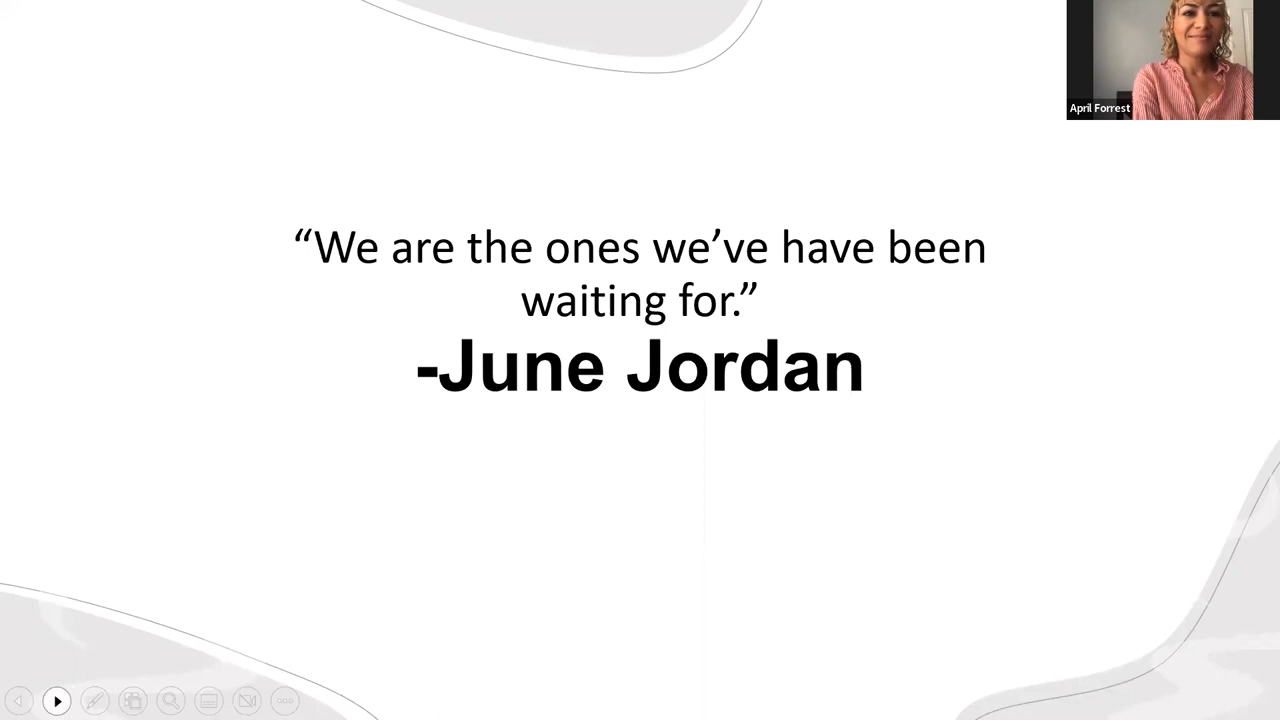 April Forrest
“We are the ones we’ve have been
waiting for.”
-June Jordan